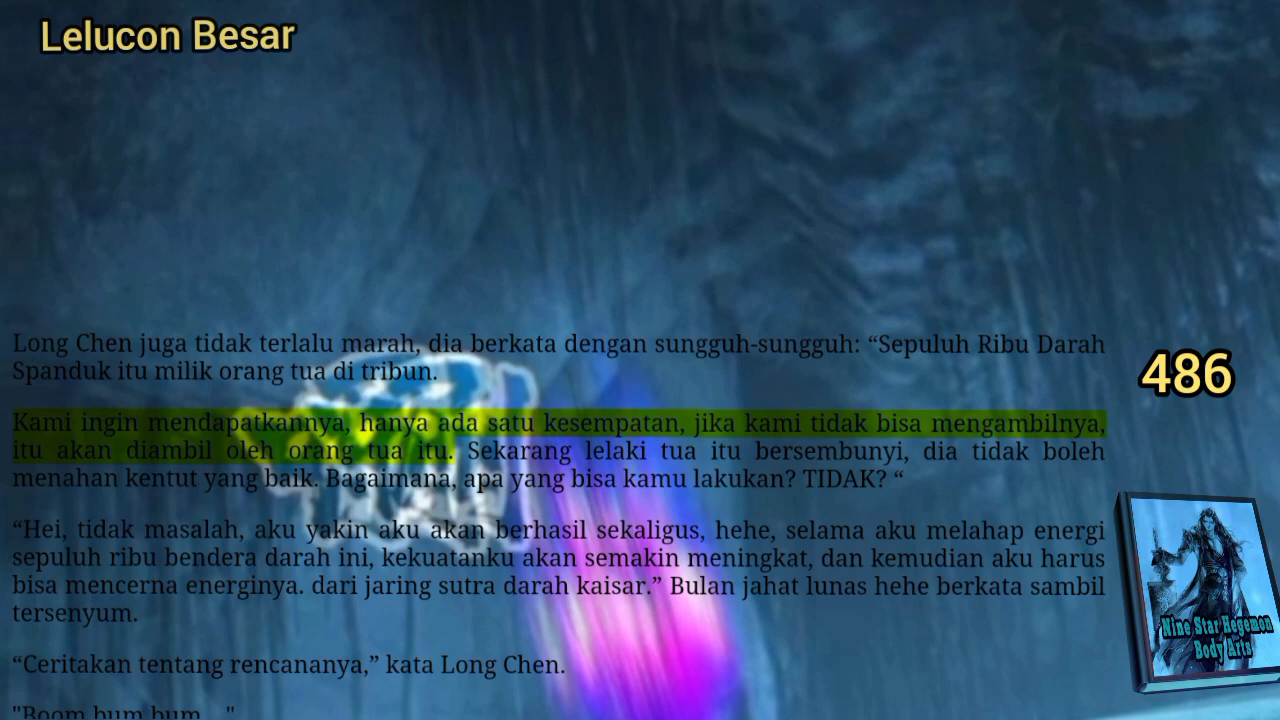 Lelucon Besar
Long Chen juga tidak terlalu marah, dia berkata dengan sungguh-sungguh: “Sepuluh Ribu Darah
Spanduk itu milik orang tua di tribun.
Kami ingin mendapatkannya, hanya ada satu kesempatan, jika kami tidak bisa mengambilnya,
itu akan diambil oleh orang tua itu. Sekarang lelaki tua itu bersembunyi, dia tidak boleh
menahan kentut yang baik. Bagaimana, apa yang bisa kamu lakukan? TIDAK? “
“Hei, tidak masalah, aku yakin aku akan berhasil sekaligus, hehe, selama aku melahap energi
sepuluh ribu bendera darah ini, kekuatanku akan semakin meningkat, dan kemudian aku harus
bisa mencerna energinya. dari jaring sutra darah kaisar.” Bulan jahat lunas hehe berkata sambil
tersenyum.
“Ceritakan tentang rencananya,” kata Long Chen.
"Boom bum bum..."
486
Nine Star Hegemon
Body Arts